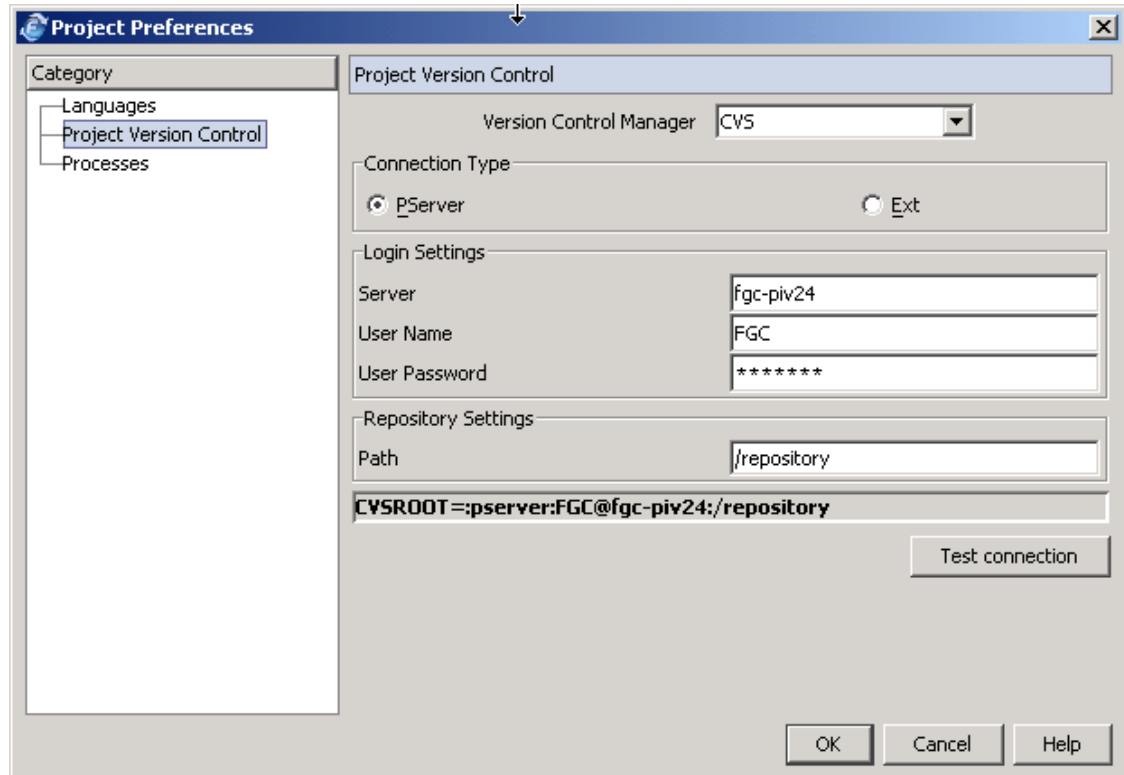 Project Preferences
Category
Languages
Project Version Control
Processes
Project Version Control
Version Control Manager CVS
Connection Type
PServer Ext
Login Settings
Server fgc-piv24
User Name FGC
User Password *******
Repository Settings
Path /repository
CVSROOT=:pserver:FGC@fgc-piv24:/repository
Test connection
OK Cancel Help